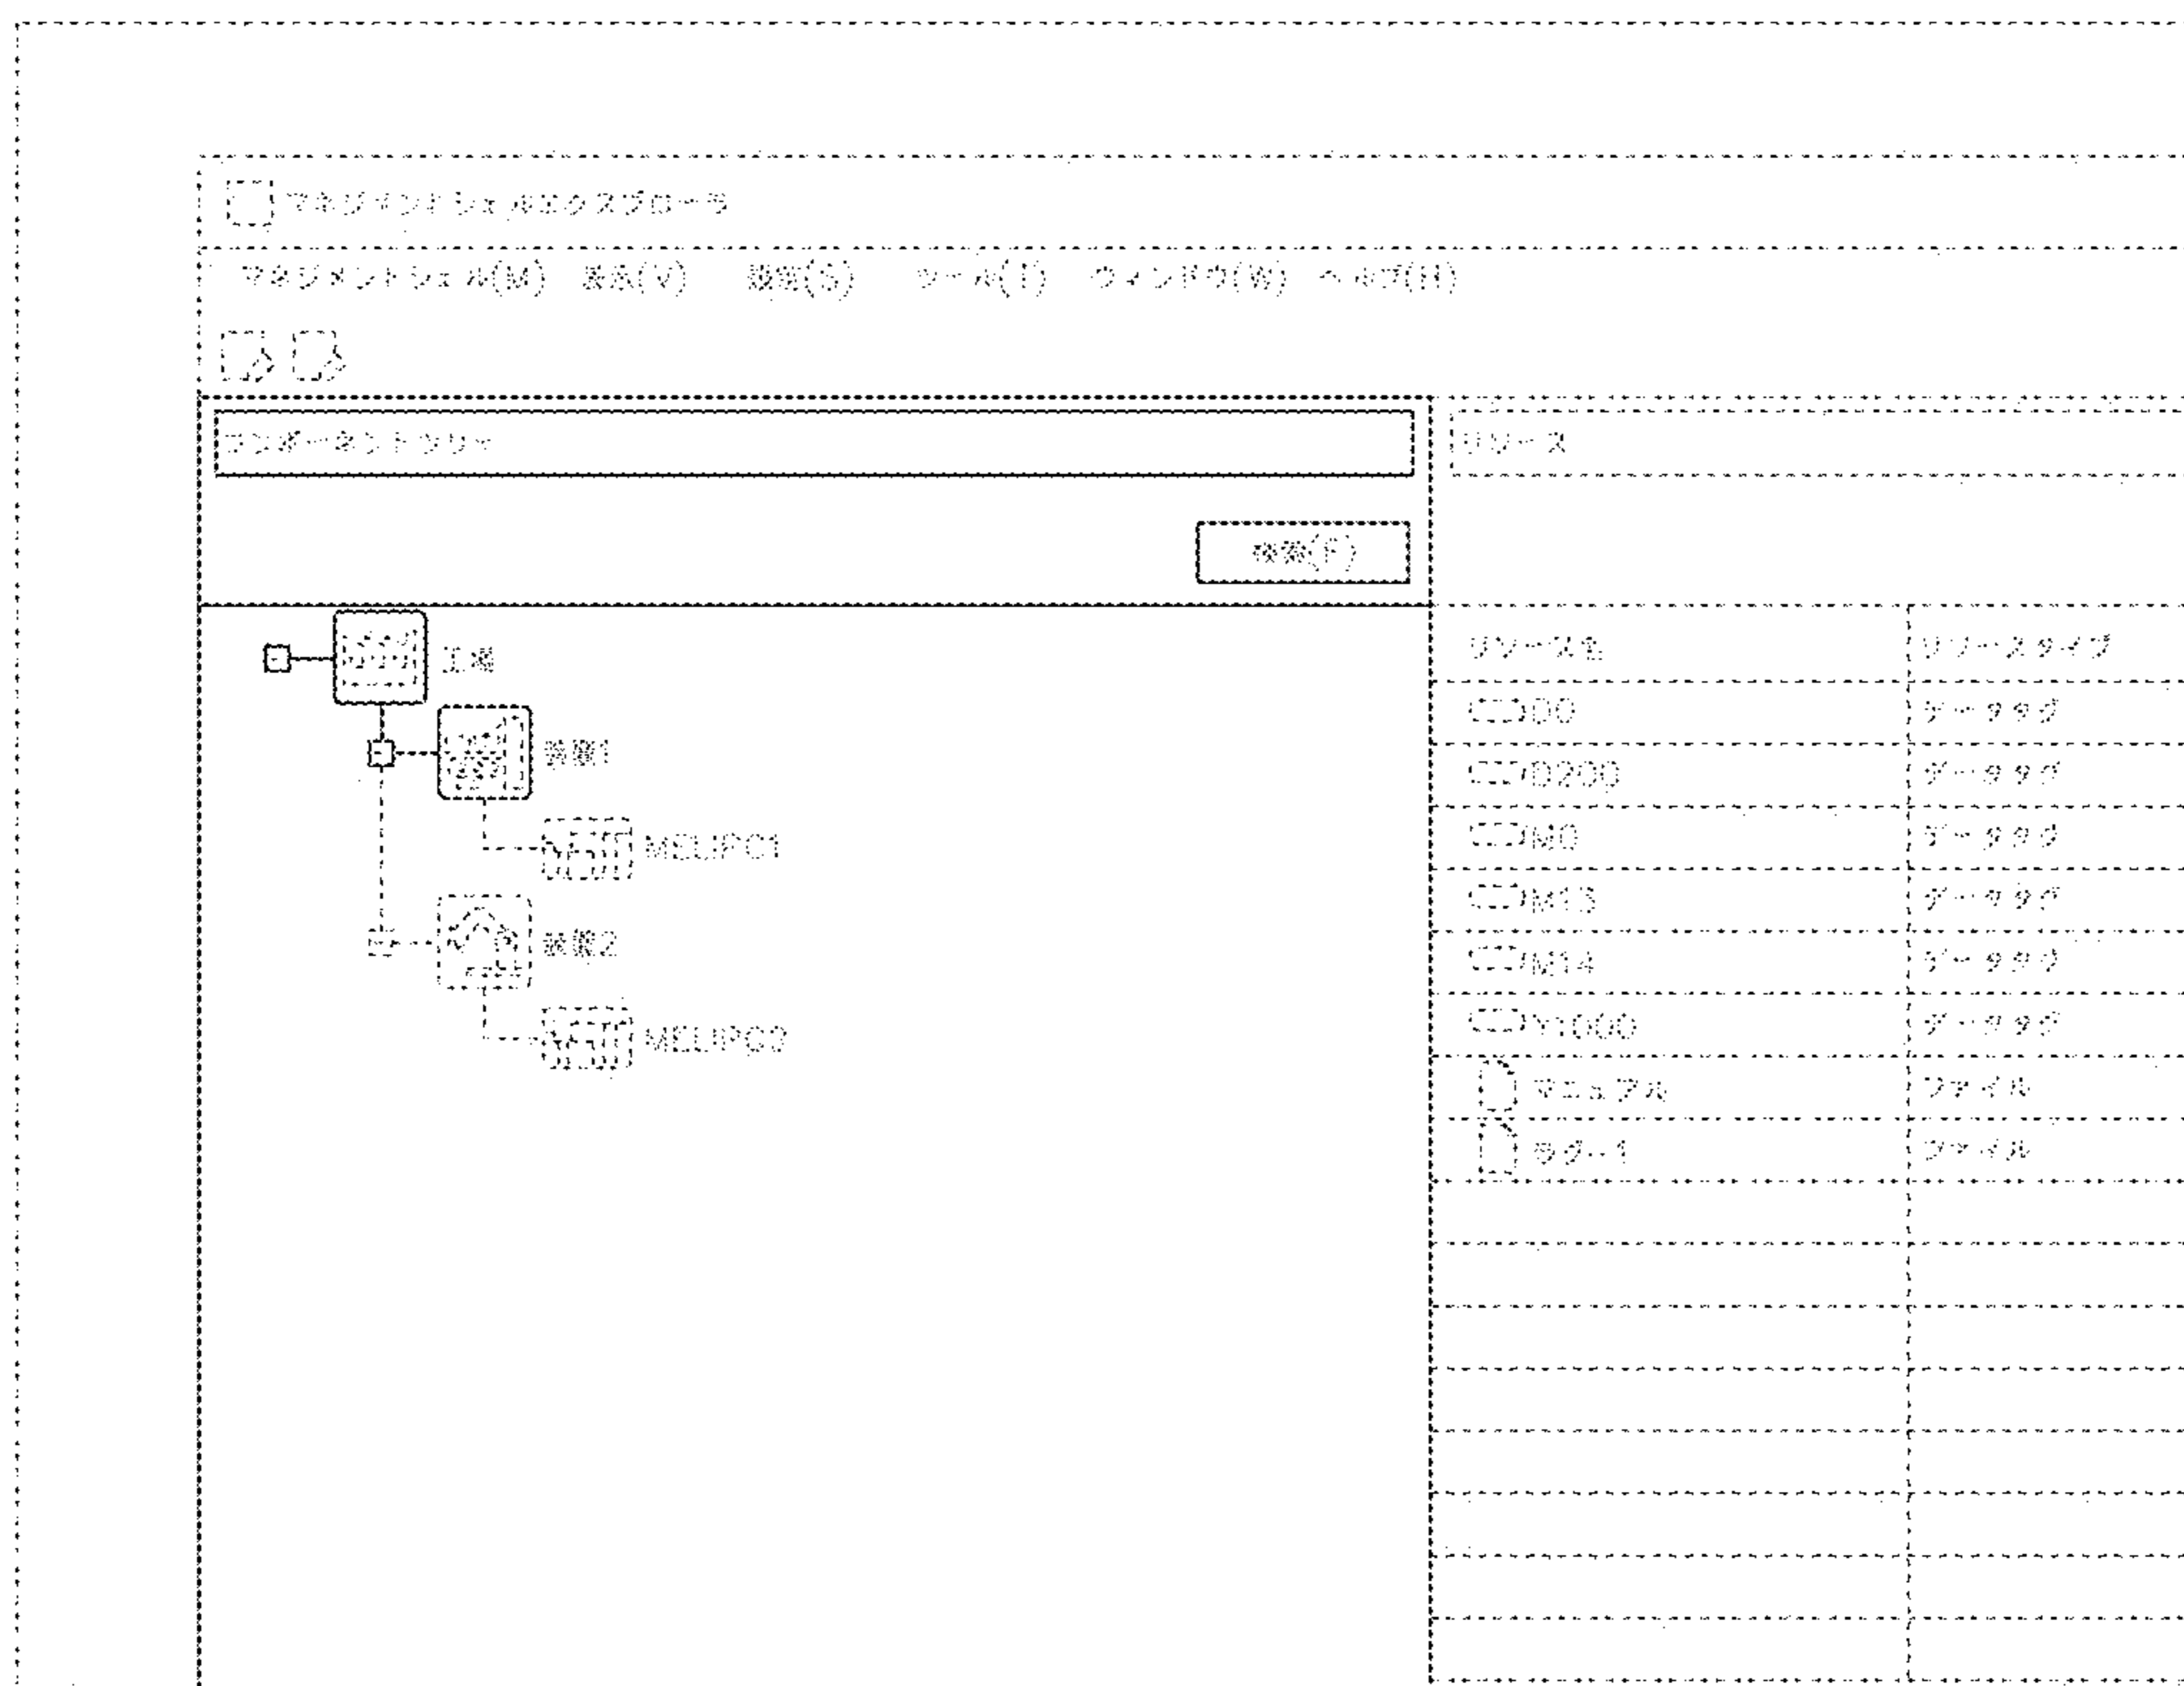 マネジメントシェルエクスプローラ
マネジメントシェル(M) 表示(V) 設定(S) ツール(T) ウィンドウ(W) ヘルプ(H)
コンポーネントツリー
検索(F)
工場
装置1
MELIPC1
装置2
MELIPC2
リソース
リソース名 リソースタイプ
D0 データタグ
D200 データタグ
M0 データタグ
M13 データタグ
M14 データタグ
Y1000 データタグ
マニュアル ファイル
ファイル